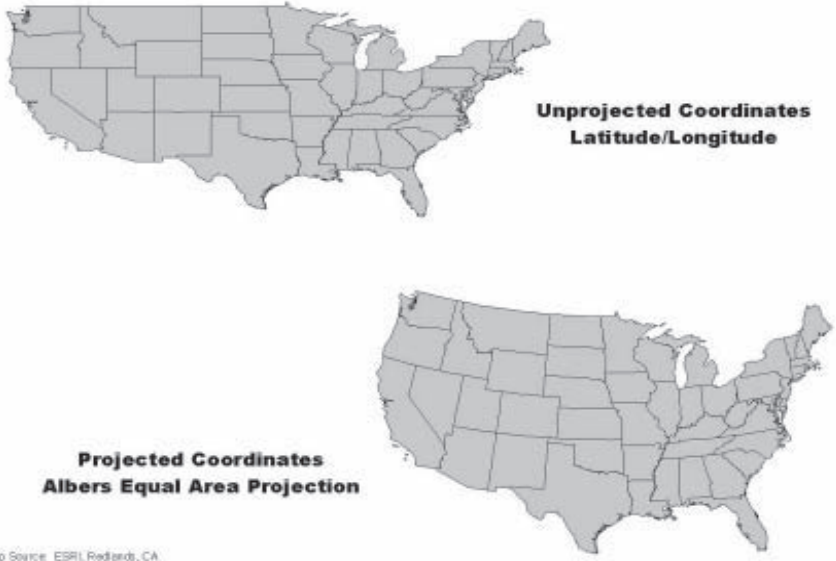 Unprojected Coordinates
Latitude/Longitude
Projected Coordinates
Albers Equal Area Projection
p Source: ESRI, Redlands, CA